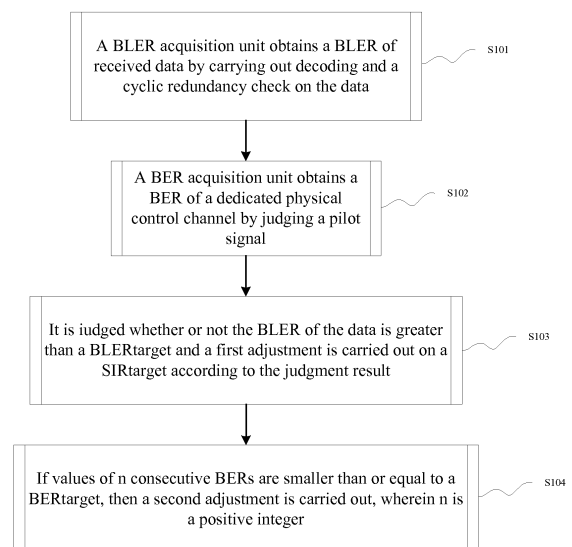 A BLER acquisition unit obtains a BLER of
received data by carrying out decoding and a
cyclic redundancy check on the data
S101
A BER acquisition unit obtains a
BER of a dedicated physical
control channel by judging a pilot
signal
S102
It is iudged whether or not the BLER of the data is greater
than a BLERtarget and a first adjustment is carried out on a
SIRtarget according to the judgment result
S103
If values of n consecutive BERs are smaller than or equal to a
BERtarget, then a second adjustment is carried out, wherein n is
a positive integer
S104